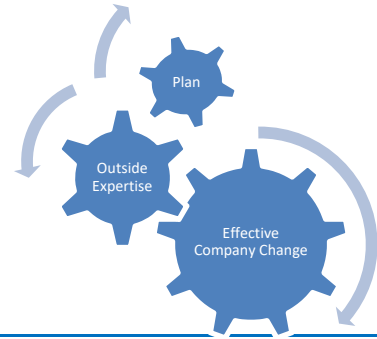 Plan
Outside
Expertise
Effective
Company Change